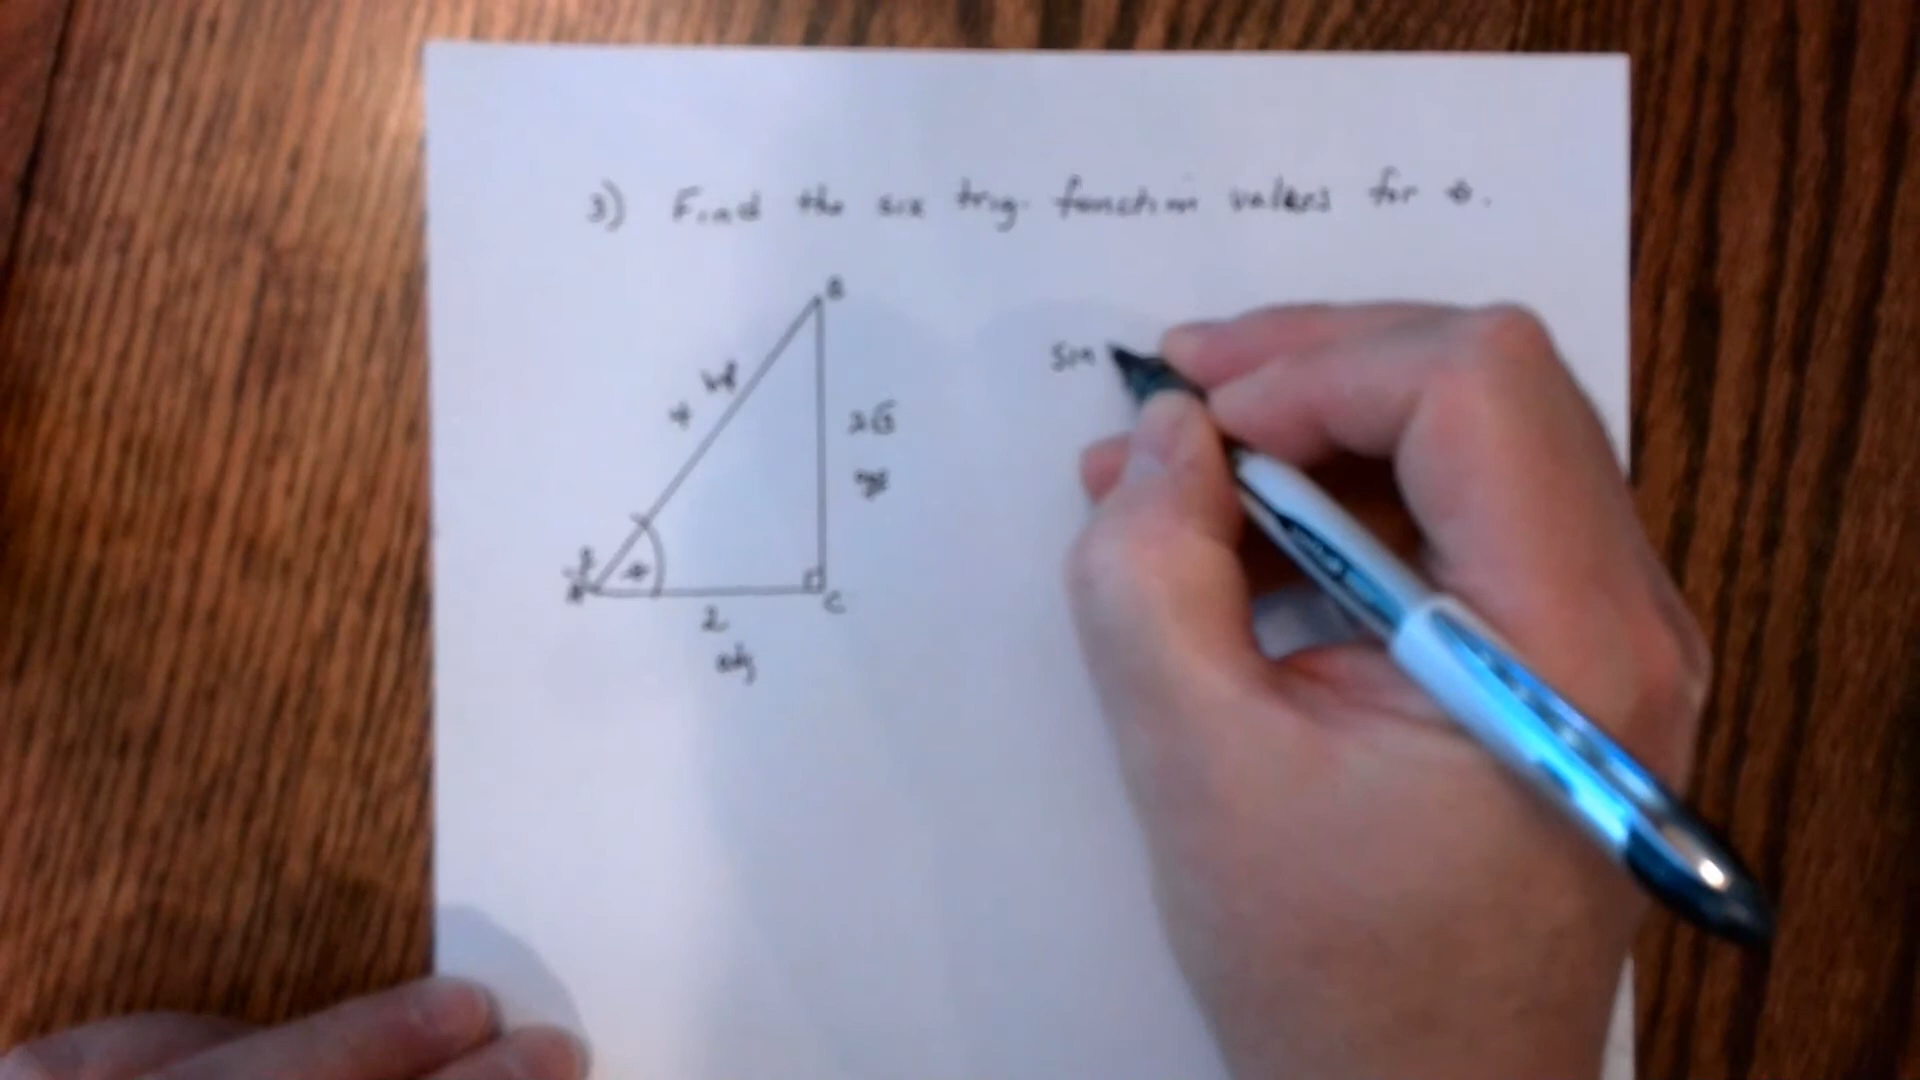 3) Find the six trig. function values for θ.
B
hyp
4
2√3
opp
θ
A
C
2
adj
sin